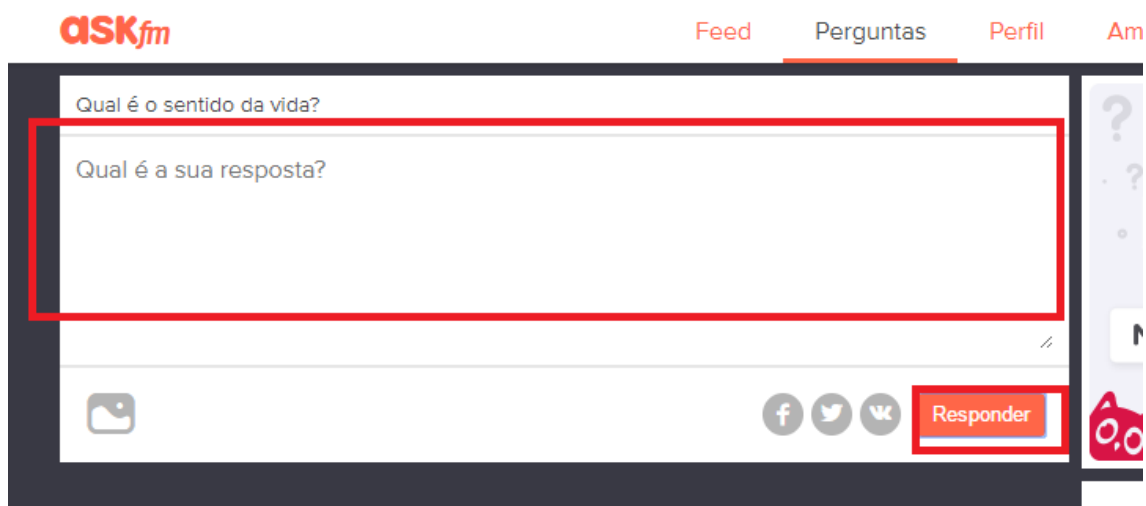 ASKfm
Feed Perguntas Perfil Am
Qual é o sentido da vida?
Qual é a sua resposta?
Responder